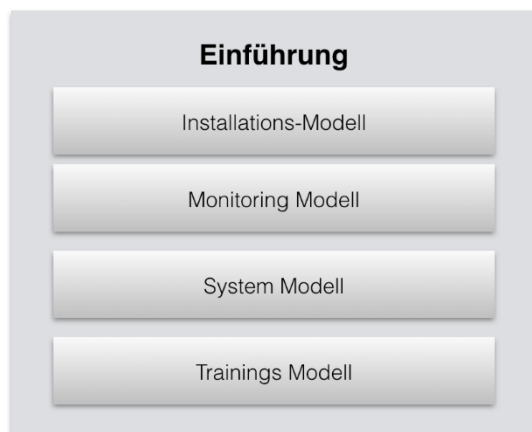 Einführung
Installations-Modell
Monitoring Modell
System Modell
Trainings Modell